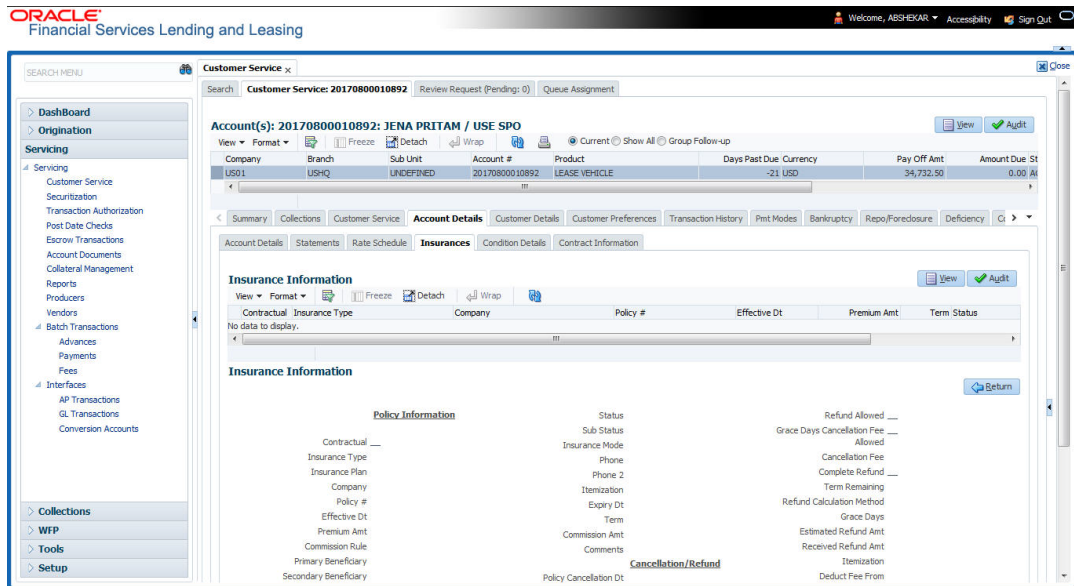 ORACLE
Financial Services Lending and Leasing
Welcome, ABSHEKAR Accessibility Sign Out
Close
SEARCH MENU
DashBoard
Origination
Servicing
Servicing
Customer Service
Securitization
Transaction Authorization
Post Date Checks
Escrow Transactions
Account Documents
Collateral Management
Reports
Producers
Vendors
Batch Transactions
Advances
Payments
Fees
Interfaces
AP Transactions
GL Transactions
Conversion Accounts
Collections
WFP
Tools
Setup
Customer Service x
Search Customer Service: 20170800010892 Review Request (Pending: 0) Queue Assignment
Account(s): 20170800010892: JENA PRITAM / USE SPO
View Audit
View Format Freeze Detach Wrap Current Show All Group Follow-up
Company Branch Sub Unit Account # Product Days Past Due Currency Pay Off Amt Amount Due St
US01 USHQ UNDEFINED 20170800010892 LEASE VEHICLE -21 USD 34,732.50 0.00 AC
Summary Collections Customer Service Account Details Customer Details Customer Preferences Transaction History Pmt Modes Bankruptcy Repo/Foreclosure Deficiency
Account Details Statements Rate Schedule Insurances Condition Details Contract Information
Insurance Information
View Audit
View Format Freeze Detach Wrap
Contractual Insurance Type Company Policy # Effective Dt Premium Amt Term Status
No data to display.
Insurance Information
Return
Policy Information
Contractual
Insurance Type
Insurance Plan
Company
Policy #
Effective Dt
Premium Amt
Commission Rule
Primary Beneficiary
Secondary Beneficiary
Status
Sub Status
Insurance Mode
Phone
Phone 2
Itemization
Expiry Dt
Term
Commission Amt
Comments
Cancellation/Refund
Policy Cancellation Dt
Refund Allowed
Grace Days Cancellation Fee
Allowed
Cancellation Fee
Complete Refund
Term Remaining
Refund Calculation Method
Grace Days
Estimated Refund Amt
Received Refund Amt
Itemization
Deduct Fee From